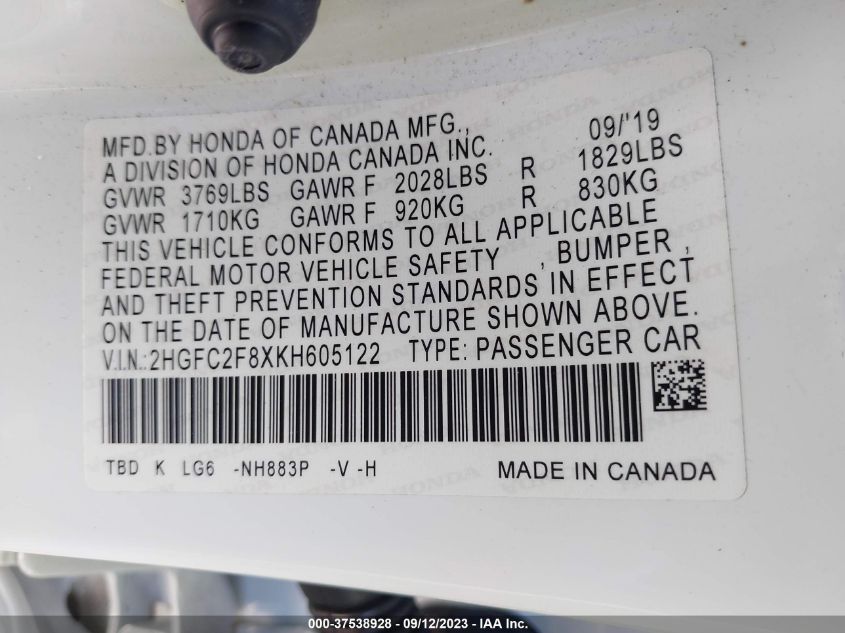 MFD.BY HONDA OF CANADA MFG., 09/'19
A DIVISION OF HONDA CANADA INC.
GVWR 3769LBS GAWR F 2028LBS R 1829LBS
GVWR 1710KG GAWR F 920KG R 830KG
THIS VEHICLE CONFORMS TO ALL APPLICABLE
FEDERAL MOTOR VEHICLE SAFETY , BUMPER ,
AND THEFT PREVENTION STANDARDS IN EFFECT
ON THE DATE OF MANUFACTURE SHOWN ABOVE.
V.I.N.:2HGFC2F8XKH605122 TYPE: PASSENGER CAR
TBD K LG6 -NH883P -V -H MADE IN CANADA
000-37538928 - 09/12/2023 - IAA Inc.